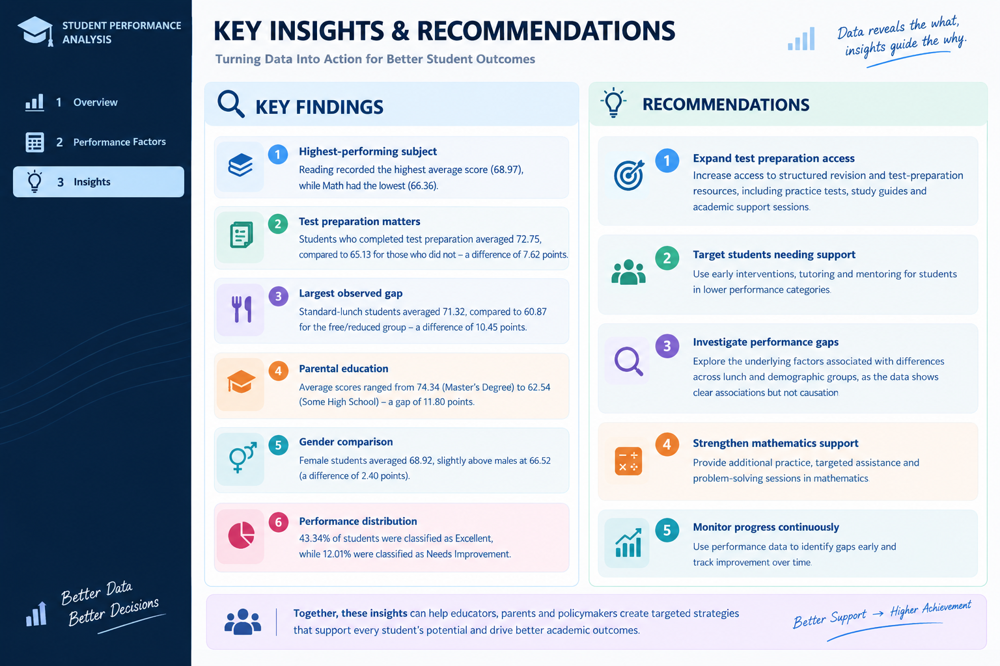 STUDENT PERFORMANCE
ANALYSIS
1 Overview
2 Performance Factors
3 Insights
Better Data
Better Decisions
KEY INSIGHTS & RECOMMENDATIONS
Turning Data Into Action for Better Student Outcomes
Data reveals the what,
insights guide the why.
KEY FINDINGS
1 Highest-performing subject
Reading recorded the highest average score (68.97),
while Math had the lowest (66.36).
2 Test preparation matters
Students who completed test preparation averaged 72.75,
compared to 65.13 for those who did not – a difference of 7.62 points.
3 Largest observed gap
Standard-lunch students averaged 71.32, compared to 60.87
for the free/reduced group – a difference of 10.45 points.
4 Parental education
Average scores ranged from 74.34 (Master's Degree) to 62.54
(Some High School) – a gap of 11.80 points.
5 Gender comparison
Female students averaged 68.92, slightly above males at 66.52
(a difference of 2.40 points).
6 Performance distribution
43.34% of students were classified as Excellent,
while 12.01% were classified as Needs Improvement.
RECOMMENDATIONS
1 Expand test preparation access
Increase access to structured revision and test-preparation
resources, including practice tests, study guides and
academic support sessions.
2 Target students needing support
Use early interventions, tutoring and mentoring for students
in lower performance categories.
3 Investigate performance gaps
Explore the underlying factors associated with differences
across lunch and demographic groups, as the data shows
clear associations but not causation
4 Strengthen mathematics support
Provide additional practice, targeted assistance and
problem-solving sessions in mathematics
5 Monitor progress continuously
Use performance data to identify gaps early and
track improvement over time.
Together, these insights can help educators, parents and policymakers create targeted strategies
that support every student's potential and drive better academic outcomes.
Better Support → Higher Achievement